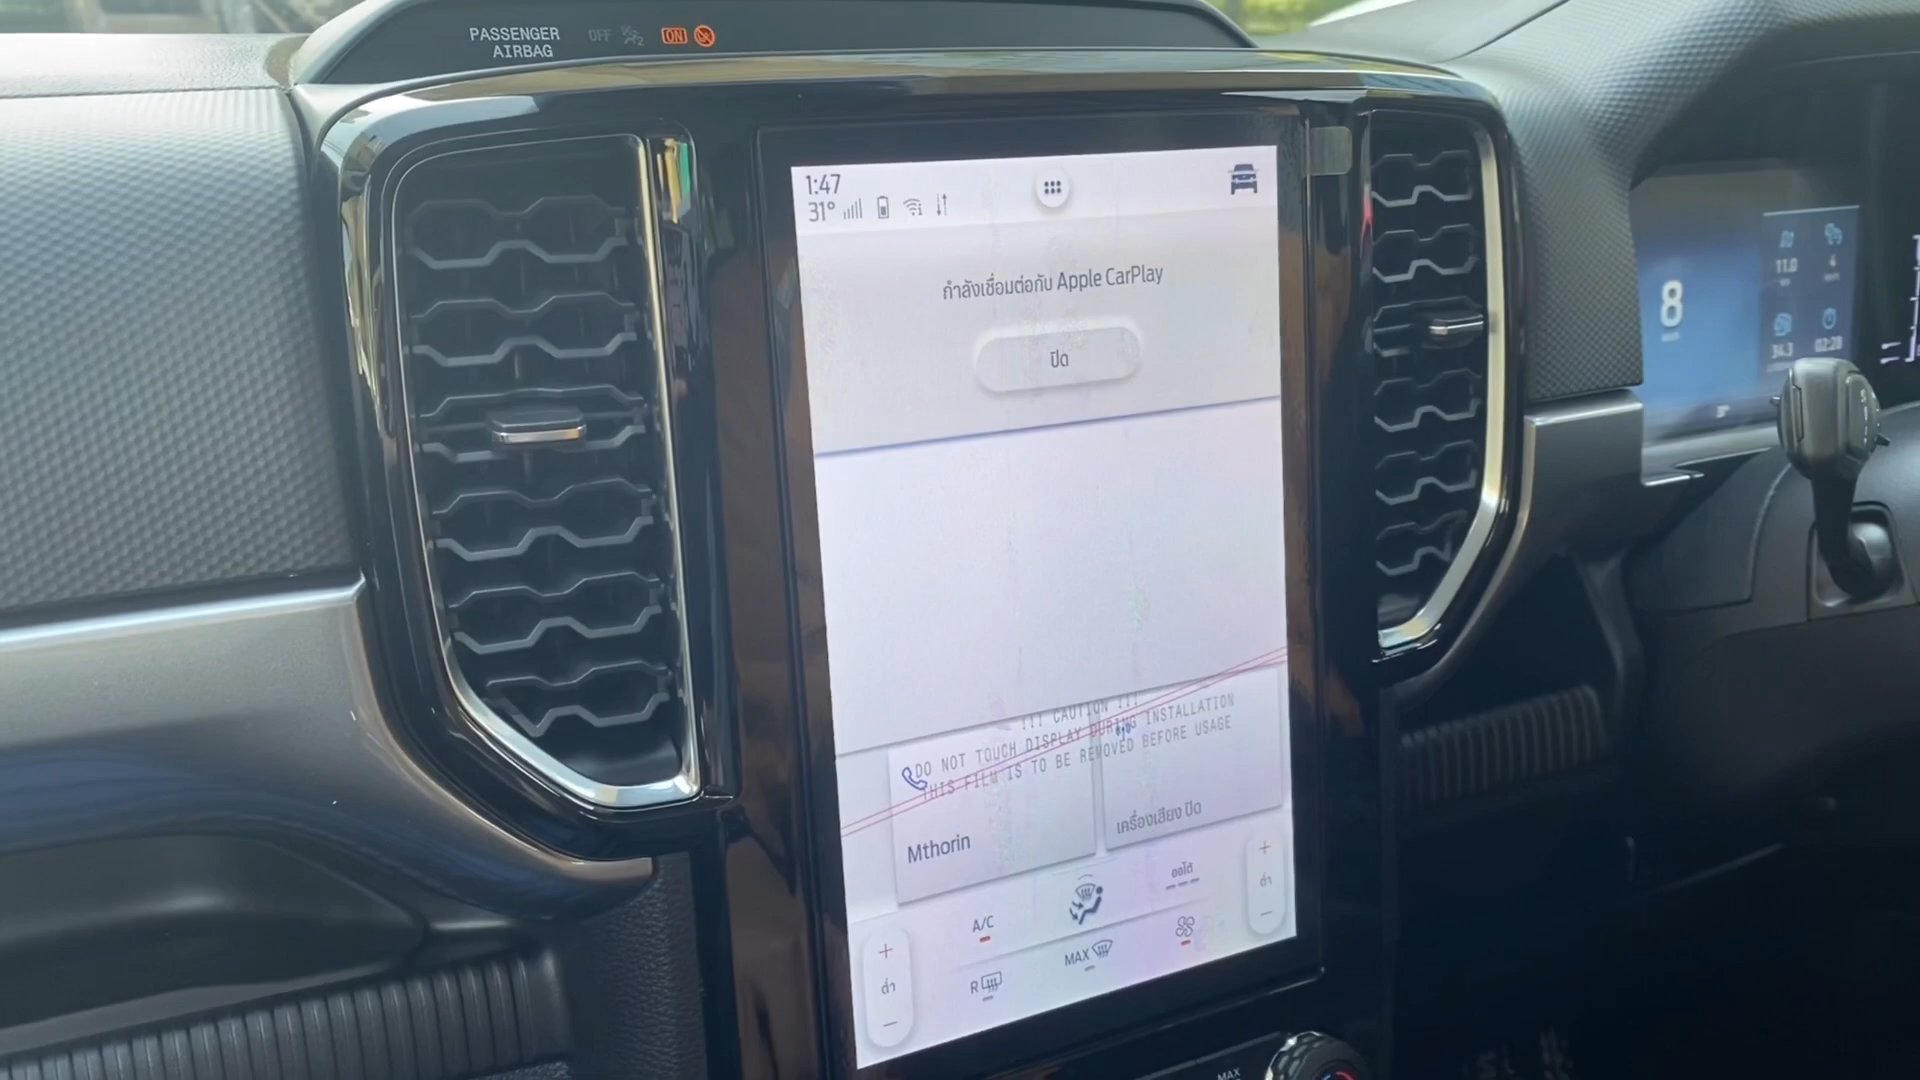 PASSENGER
AIRBAG
OFF
2
ON
1:47
31°
กำลังเชื่อมต่อกับ Apple CarPlay
ปิด
!!! CAUTION !!!
DO NOT TOUCH DISPLAY DURING INSTALLATION
THIS FILM IS TO BE REMOVED BEFORE USAGE
Mthorin
เครื่องเสียง ปิด
ออโต้
A/C
+
ต่ำ
−
MAX
+
ต่ำ
−
R
MAX
8
11.0
4
34.3
02:28